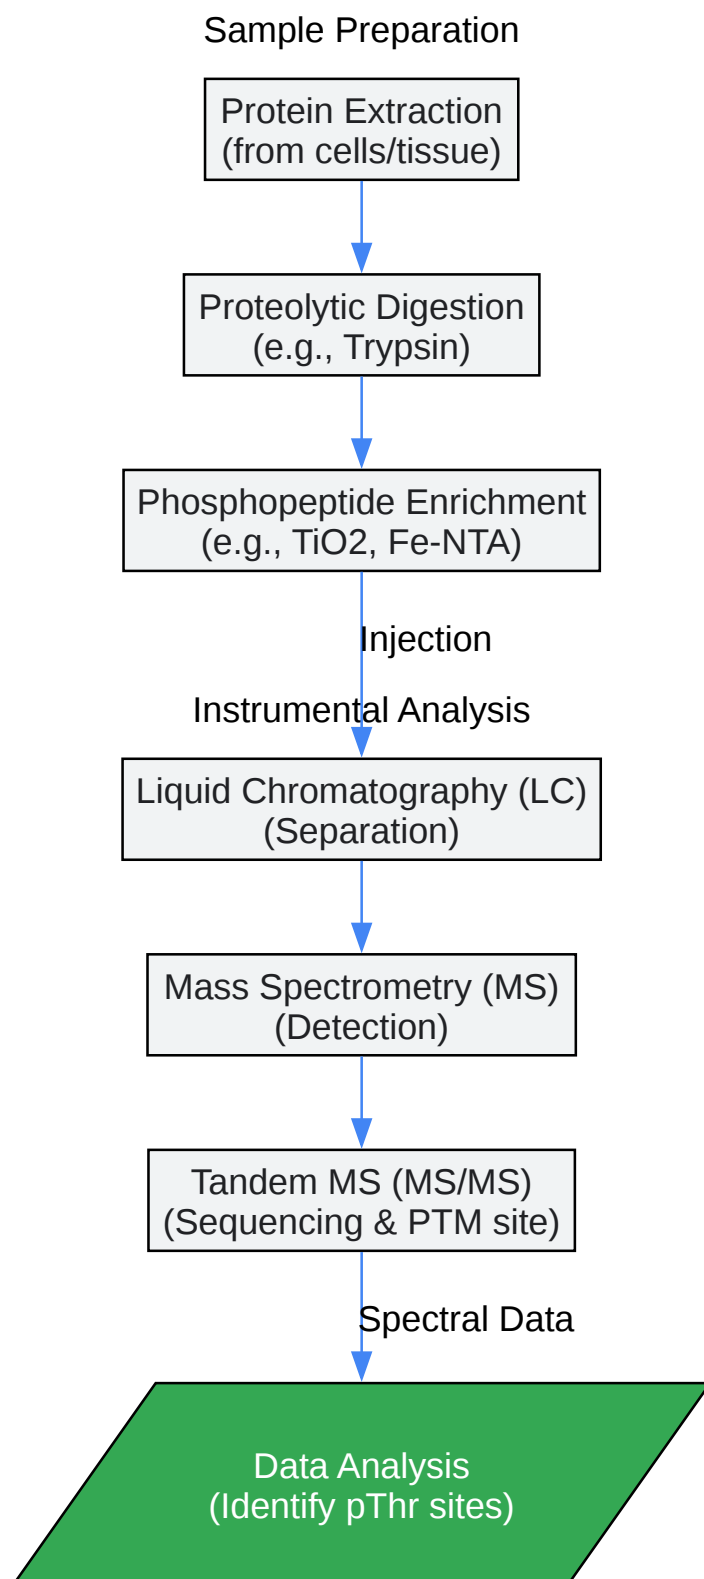 Sample Preparation
Protein Extraction
(from cells/tissue)
Proteolytic Digestion
(e.g., Trypsin)
Phosphopeptide Enrichment
(e.g., TiO2, Fe-NTA)
Injection
Instrumental Analysis
Liquid Chromatography (LC)
(Separation)
Mass Spectrometry (MS)
(Detection)
Tandem MS (MS/MS)
(Sequencing & PTM site)
Spectral Data
Data Analysis
(Identify pThr sites)